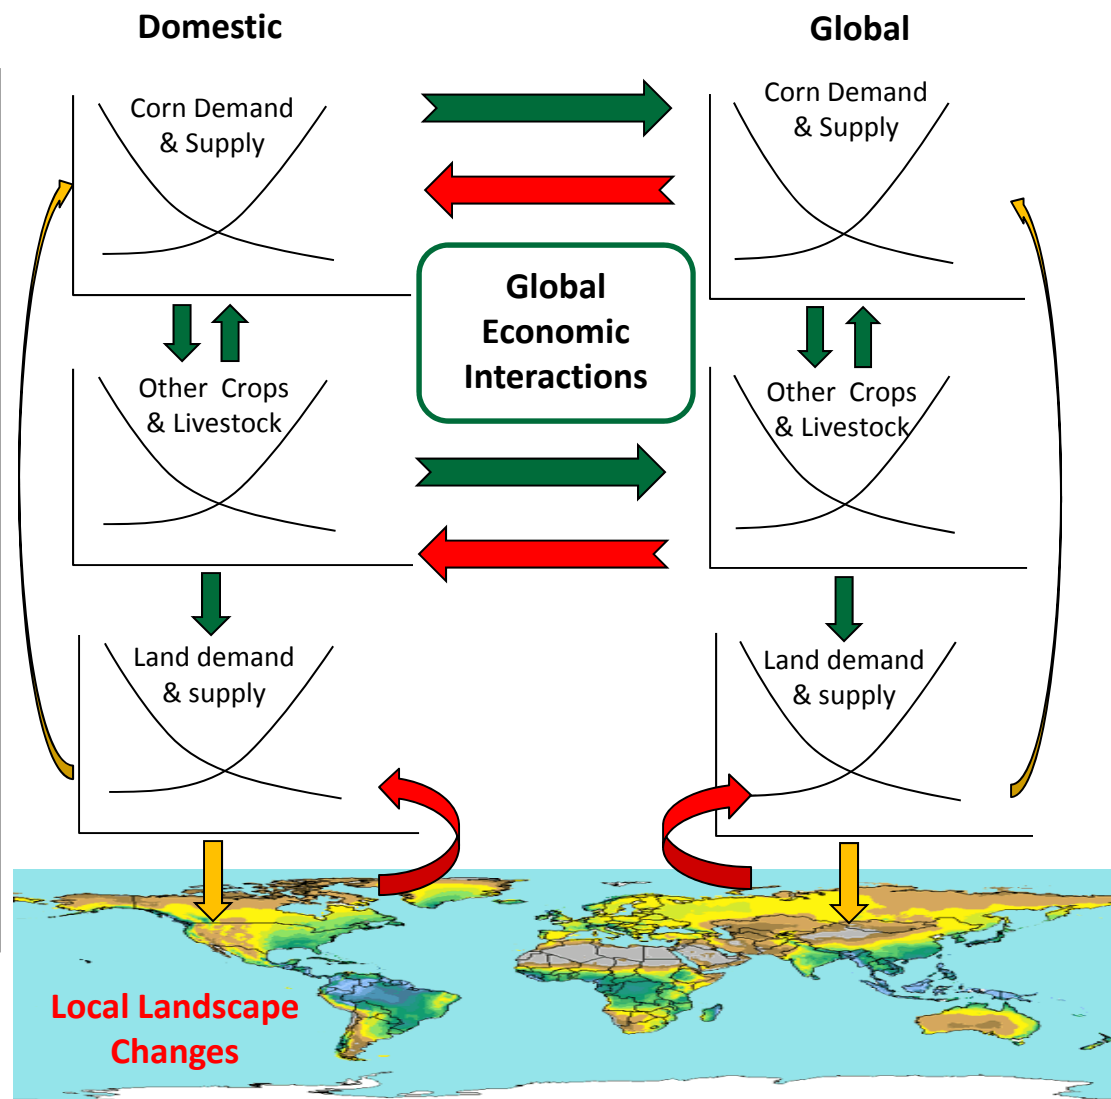 Domestic
Global
Corn Demand
& Supply
Corn Demand
& Supply
Global
Economic
Interactions
Other Crops
& Livestock
Other Crops
& Livestock
Land demand
& supply
Land demand
& supply
Local Landscape
Changes